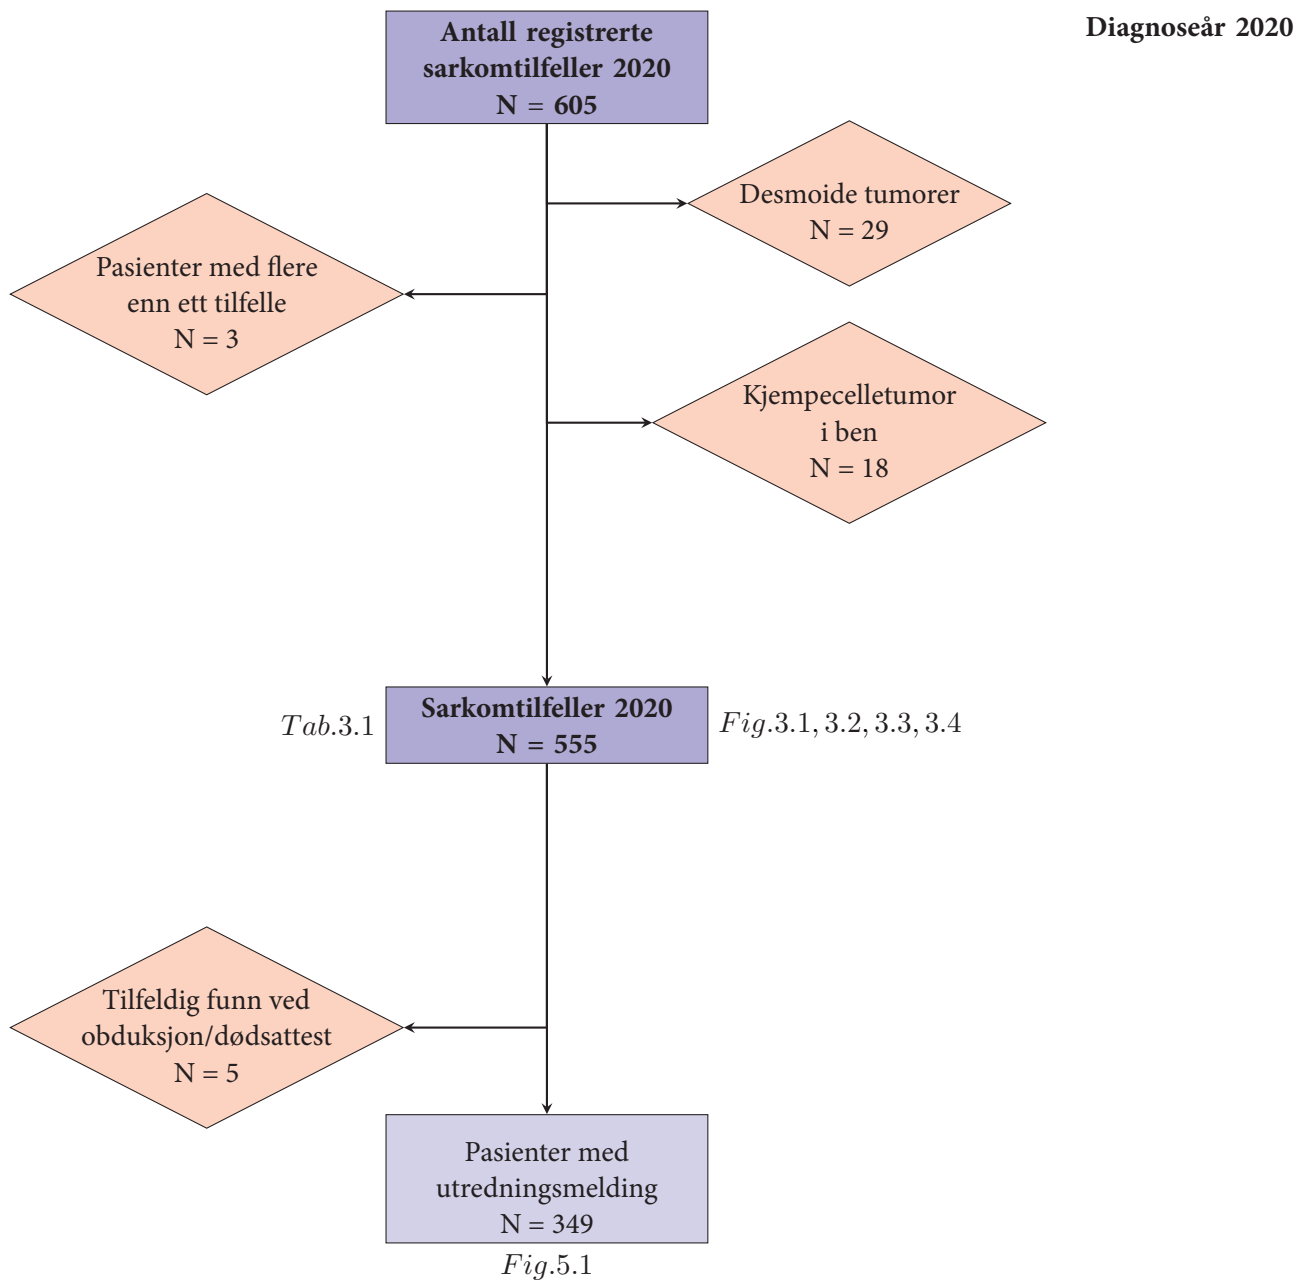 Diagnoseår 2020
Antall registrerte
sarkomtilfeller 2020
N = 605
Desmoide tumorer
N = 29
Pasienter med flere
enn ett tilfelle
N = 3
Kjempecelletumor
i ben
N = 18
Tab.3.1
Sarkomtilfeller 2020
N = 555
Fig.3.1, 3.2, 3.3, 3.4
Tilfeldig funn ved
obduksjon/dødsattest
N = 5
Pasienter med
utredningsmelding
N = 349
Fig.5.1